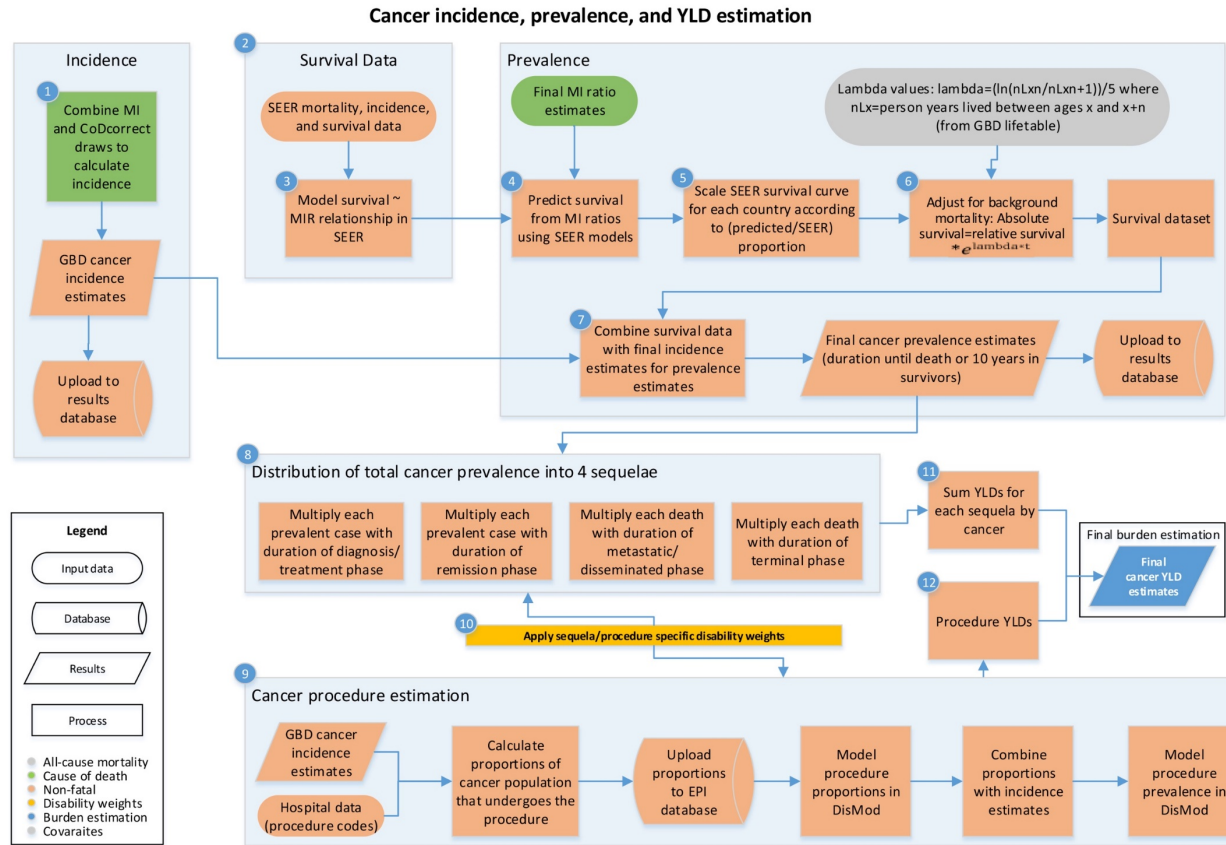 Cancer incidence, prevalence, and YLD estimation
Incidence
1
Combine MI
and CoDcorrect
draws to
calculate
incidence
GBD cancer
incidence
estimates
Upload to
results
database
2
Survival Data
SEER mortality, incidence,
and survival data
3
Model survival ~
MIR relationship in
SEER
Prevalence
Final MI ratio
estimates
Lambda values: lambda=(ln(nLxn/nLxn+1))/5 where
nLx=person years lived between ages x and x+n
(from GBD lifetable)
4
Predict survival
from MI ratios
using SEER models
5
Scale SEER survival curve
for each country according
to (predicted/SEER)
proportion
6
Adjust for background
mortality: Absolute
survival=relative survival
*e^lambda*t
Survival dataset
7
Combine survival data
with final incidence
estimates for prevalence
estimates
Final cancer prevalence estimates
(duration until death or 10 years in
survivors)
Upload to
results
database
8
Distribution of total cancer prevalence into 4 sequelae
Multiply each
prevalent case with
duration of diagnosis/
treatment phase
Multiply each
prevalent case with
duration of
remission phase
Multiply each death
with duration of
metastatic/
disseminated phase
Multiply each death
with duration of
terminal phase
11
Sum YLDs for
each sequela by
cancer
12
Procedure YLDs
Final burden estimation
Final
cancer YLD
estimates
10
Apply sequela/procedure specific disability weights
9
Cancer procedure estimation
GBD cancer
incidence
estimates
Hospital data
(procedure codes)
Calculate
proportions of
cancer population
that undergoes the
procedure
Upload
proportions
to EPI
database
Model
procedure
proportions in
DisMod
Combine
proportions
with incidence
estimates
Model
procedure
prevalence in
DisMod
Legend
Input data
Database
Results
Process
All-cause mortality
Cause of death
Non-fatal
Disability weights
Burden estimation
Covaraites